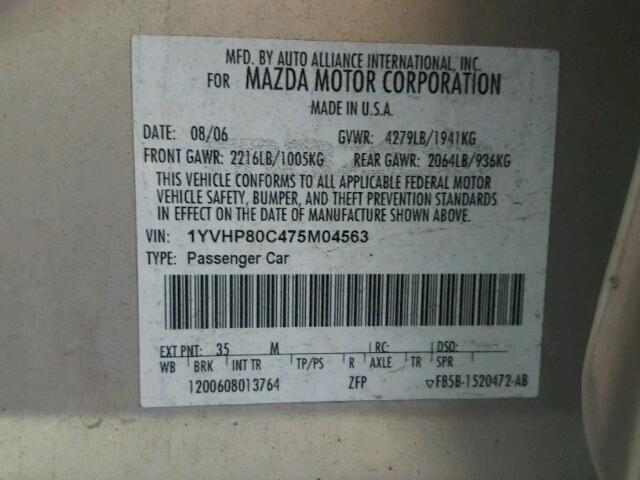 MFD. BY AUTO ALLIANCE INTERNATIONAL, INC.
FOR MAZDA MOTOR CORPORATION
MADE IN U.S.A.
DATE: 08/06 GVWR: 4279LB/1941KG
FRONT GAWR: 2216LB/1005KG REAR GAWR: 2064LB/936KG
THIS VEHICLE CONFORMS TO ALL APPLICABLE FEDERAL MOTOR
VEHICLE SAFETY, BUMPER, AND THEFT PREVENTION STANDARDS
IN EFFECT ON THE DATE OF MANUFACTURE SHOWN ABOVE.
VIN: 1YVHP80C475M04563
TYPE: Passenger Car
EXT PNT: 35 M RC: DSO:
WB BRK INT TR TP/PS R AXLE TR SPR
1200608013764 ZFP ▽F85B-1520472-AB